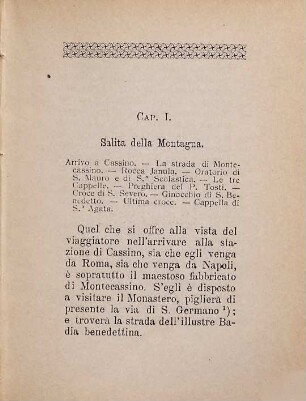 CAP. I.
Salita della Montagna.
Arrivo a Cassino. — La strada di Monte-
cassino. — Rocca Janula. — Oratorio di
S. Mauro e di S.ª Scolastica. — Le tre
Cappelle. — Preghiera del P. Tosti. —
Croce di S. Severo. — Ginocchio di S. Be-
nedetto. — Ultima croce. — Cappella di
S.ª Agata.
Quel che si offre alla vista del
viaggiatore nell'arrivare alla sta-
zione di Cassino, sia che egli venga
da Roma, sia che venga da Napoli,
è sopratutto il maestoso fabbricato
di Montecassino. S'egli è disposto
a visitare il Monastero, piglierà di
presente la via di S. Germano ¹);
e troverà la strada dell'illustre Ba-
dia benedettina.